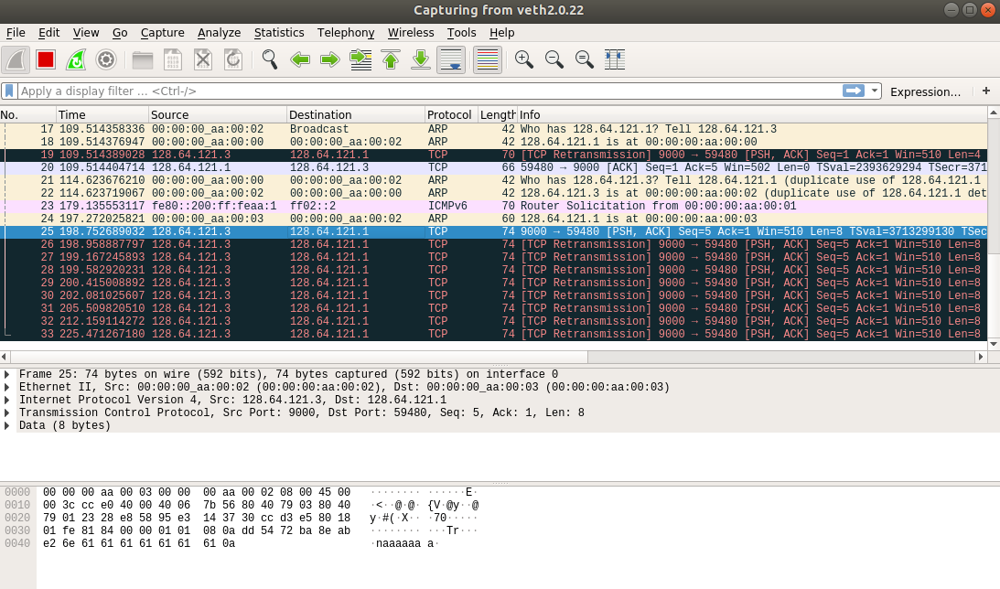 Capturing from veth2.0.22
File Edit View Go Capture Analyze Statistics Telephony Wireless Tools Help
Apply a display filter ... <Ctrl-/> Expression... +
No. Time Source Destination Protocol Length Info
17 109.514358336 00:00:00_aa:00:02 Broadcast ARP 42 Who has 128.64.121.1? Tell 128.64.121.3
18 109.514376947 00:00:00_aa:00:00 00:00:00_aa:00:02 ARP 42 128.64.121.1 is at 00:00:00:aa:00:00
19 109.514389028 128.64.121.3 128.64.121.1 TCP 70 [TCP Retransmission] 9000 → 59480 [PSH, ACK] Seq=1 Ack=1 Win=510 Len=4
20 109.514404714 128.64.121.1 128.64.121.3 TCP 66 59480 → 9000 [ACK] Seq=1 Ack=5 Win=502 Len=0 TSval=2393629294 TSecr=371
21 114.623676210 00:00:00_aa:00:00 00:00:00_aa:00:02 ARP 42 Who has 128.64.121.3? Tell 128.64.121.1 (duplicate use of 128.64.121.1
22 114.623719067 00:00:00_aa:00:02 00:00:00_aa:00:00 ARP 42 128.64.121.3 is at 00:00:00:aa:00:02 (duplicate use of 128.64.121.1 det
23 179.135553117 fe80::200:ff:feaa:1 ff02::2 ICMPv6 70 Router Solicitation from 00:00:00:aa:00:01
24 197.272025821 00:00:00_aa:00:03 00:00:00_aa:00:02 ARP 60 128.64.121.1 is at 00:00:00:aa:00:03
25 198.752689032 128.64.121.3 128.64.121.1 TCP 74 9000 → 59480 [PSH, ACK] Seq=5 Ack=1 Win=510 Len=8 TSval=3713299130 TSec
26 198.958887797 128.64.121.3 128.64.121.1 TCP 74 [TCP Retransmission] 9000 → 59480 [PSH, ACK] Seq=5 Ack=1 Win=510 Len=8
27 199.167245893 128.64.121.3 128.64.121.1 TCP 74 [TCP Retransmission] 9000 → 59480 [PSH, ACK] Seq=5 Ack=1 Win=510 Len=8
28 199.582920231 128.64.121.3 128.64.121.1 TCP 74 [TCP Retransmission] 9000 → 59480 [PSH, ACK] Seq=5 Ack=1 Win=510 Len=8
29 200.415008892 128.64.121.3 128.64.121.1 TCP 74 [TCP Retransmission] 9000 → 59480 [PSH, ACK] Seq=5 Ack=1 Win=510 Len=8
30 202.081025607 128.64.121.3 128.64.121.1 TCP 74 [TCP Retransmission] 9000 → 59480 [PSH, ACK] Seq=5 Ack=1 Win=510 Len=8
31 205.509820510 128.64.121.3 128.64.121.1 TCP 74 [TCP Retransmission] 9000 → 59480 [PSH, ACK] Seq=5 Ack=1 Win=510 Len=8
32 212.159114272 128.64.121.3 128.64.121.1 TCP 74 [TCP Retransmission] 9000 → 59480 [PSH, ACK] Seq=5 Ack=1 Win=510 Len=8
33 225.471267180 128.64.121.3 128.64.121.1 TCP 74 [TCP Retransmission] 9000 → 59480 [PSH, ACK] Seq=5 Ack=1 Win=510 Len=8
Frame 25: 74 bytes on wire (592 bits), 74 bytes captured (592 bits) on interface 0
Ethernet II, Src: 00:00:00_aa:00:02 (00:00:00:aa:00:02), Dst: 00:00:00_aa:00:03 (00:00:00:aa:00:03)
Internet Protocol Version 4, Src: 128.64.121.3, Dst: 128.64.121.1
Transmission Control Protocol, Src Port: 9000, Dst Port: 59480, Seq: 5, Ack: 1, Len: 8
Data (8 bytes)
0000 00 00 00 aa 00 03 00 00 00 aa 00 02 08 00 45 00 ········ ······E·
0010 00 3c cc e0 40 00 40 06 7b 56 80 40 79 03 80 40 ·<··@·@· {V·@y··@
0020 79 01 23 28 e8 58 95 e3 14 37 30 cc d3 e5 80 18 y·#(·X·· ·70·····
0030 01 fe 81 84 00 00 01 01 08 0a dd 54 72 ba 8e ab ········ ···Tr···
0040 e2 6e 61 61 61 61 61 61 61 0a ·naaaaaa a·